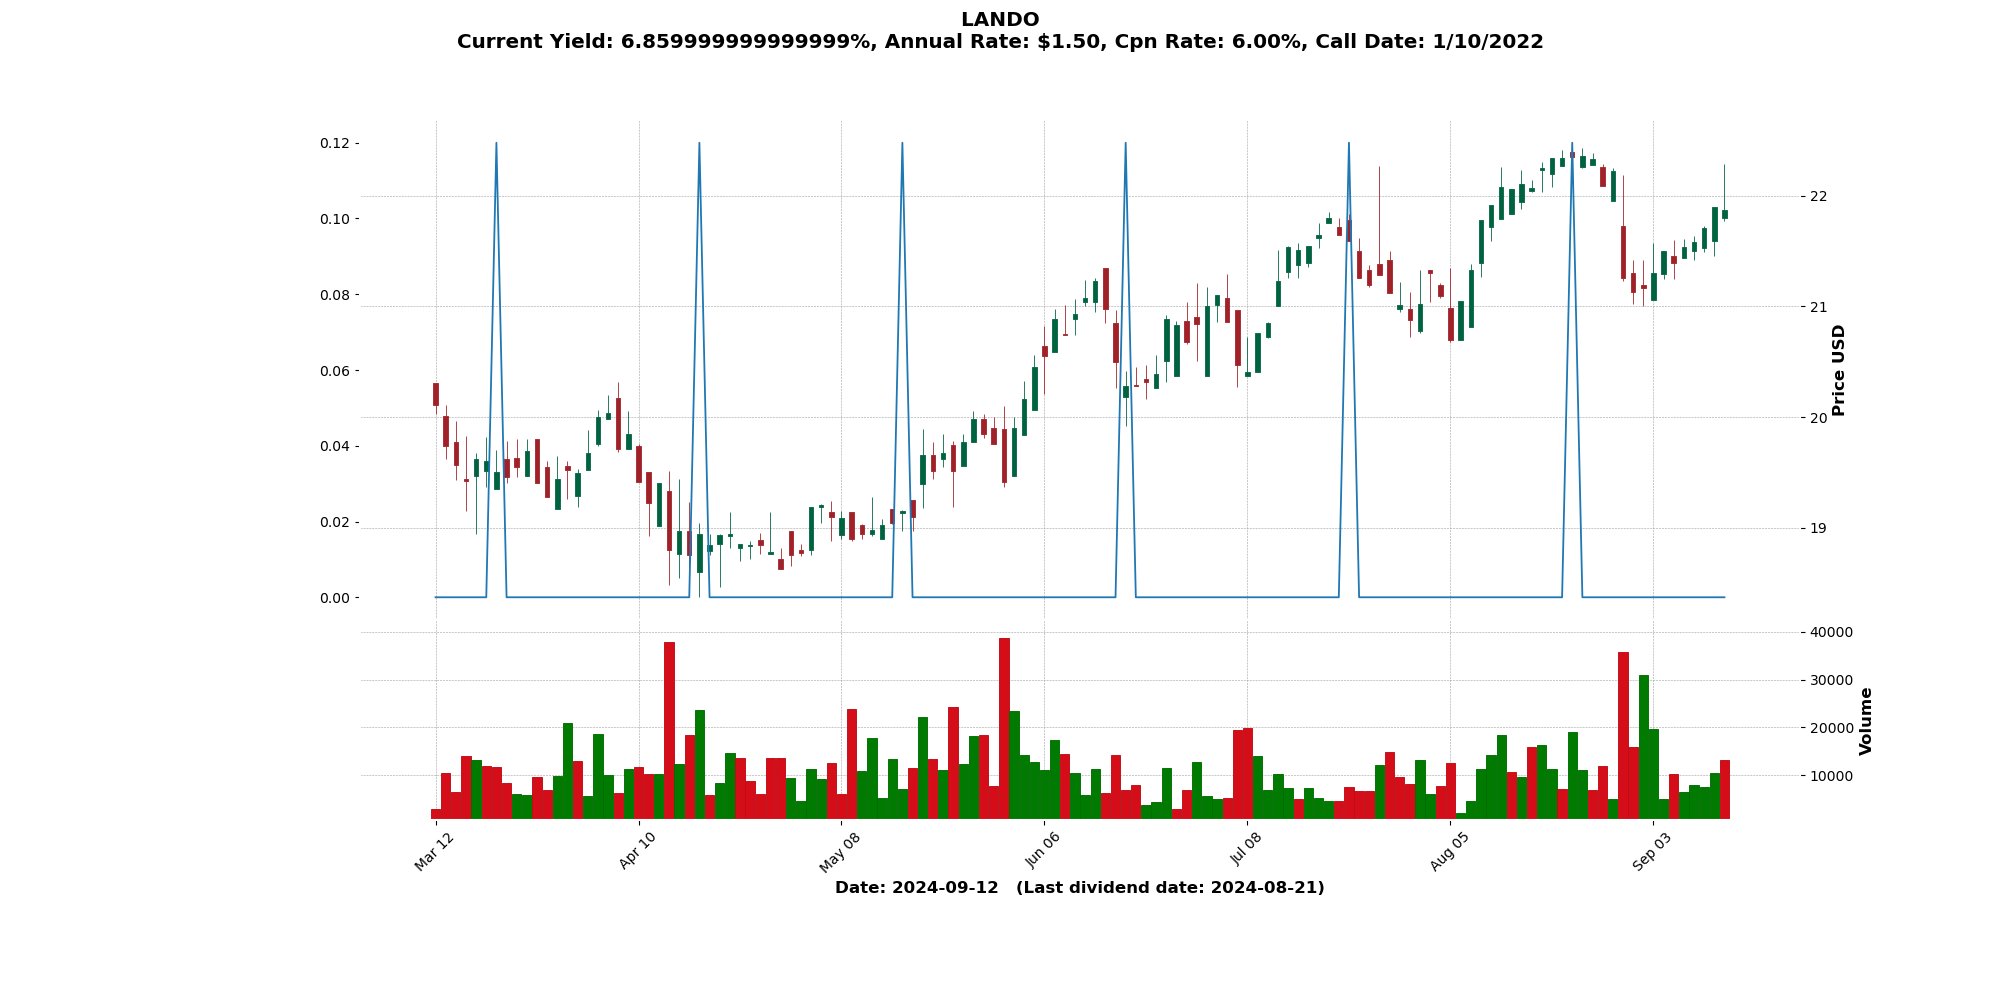 LANDO
Current Yield: 6.859999999999999%, Annual Rate: $1.50, Cpn Rate: 6.00%, Call Date: 1/10/2022
0.12
0.10
0.08
0.06
0.04
0.02
0.00
22
21
20
19
Price USD
40000
30000
20000
10000
Volume
Mar 12
Apr 10
May 08
Jun 06
Jul 08
Aug 05
Sep 03
Date: 2024-09-12 (Last dividend date: 2024-08-21)